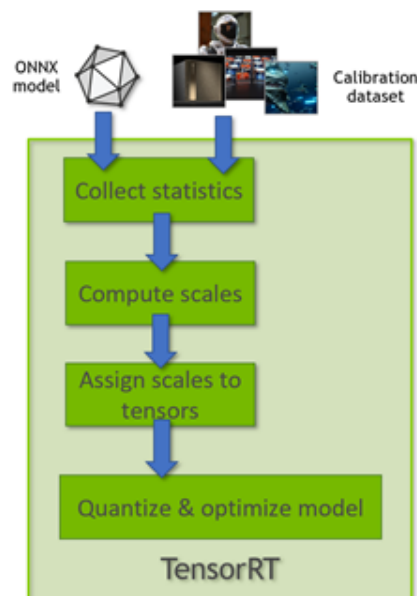 ONNX
model
Calibration
dataset
Collect statistics
Compute scales
Assign scales to
tensors
Quantize & optimize model
TensorRT